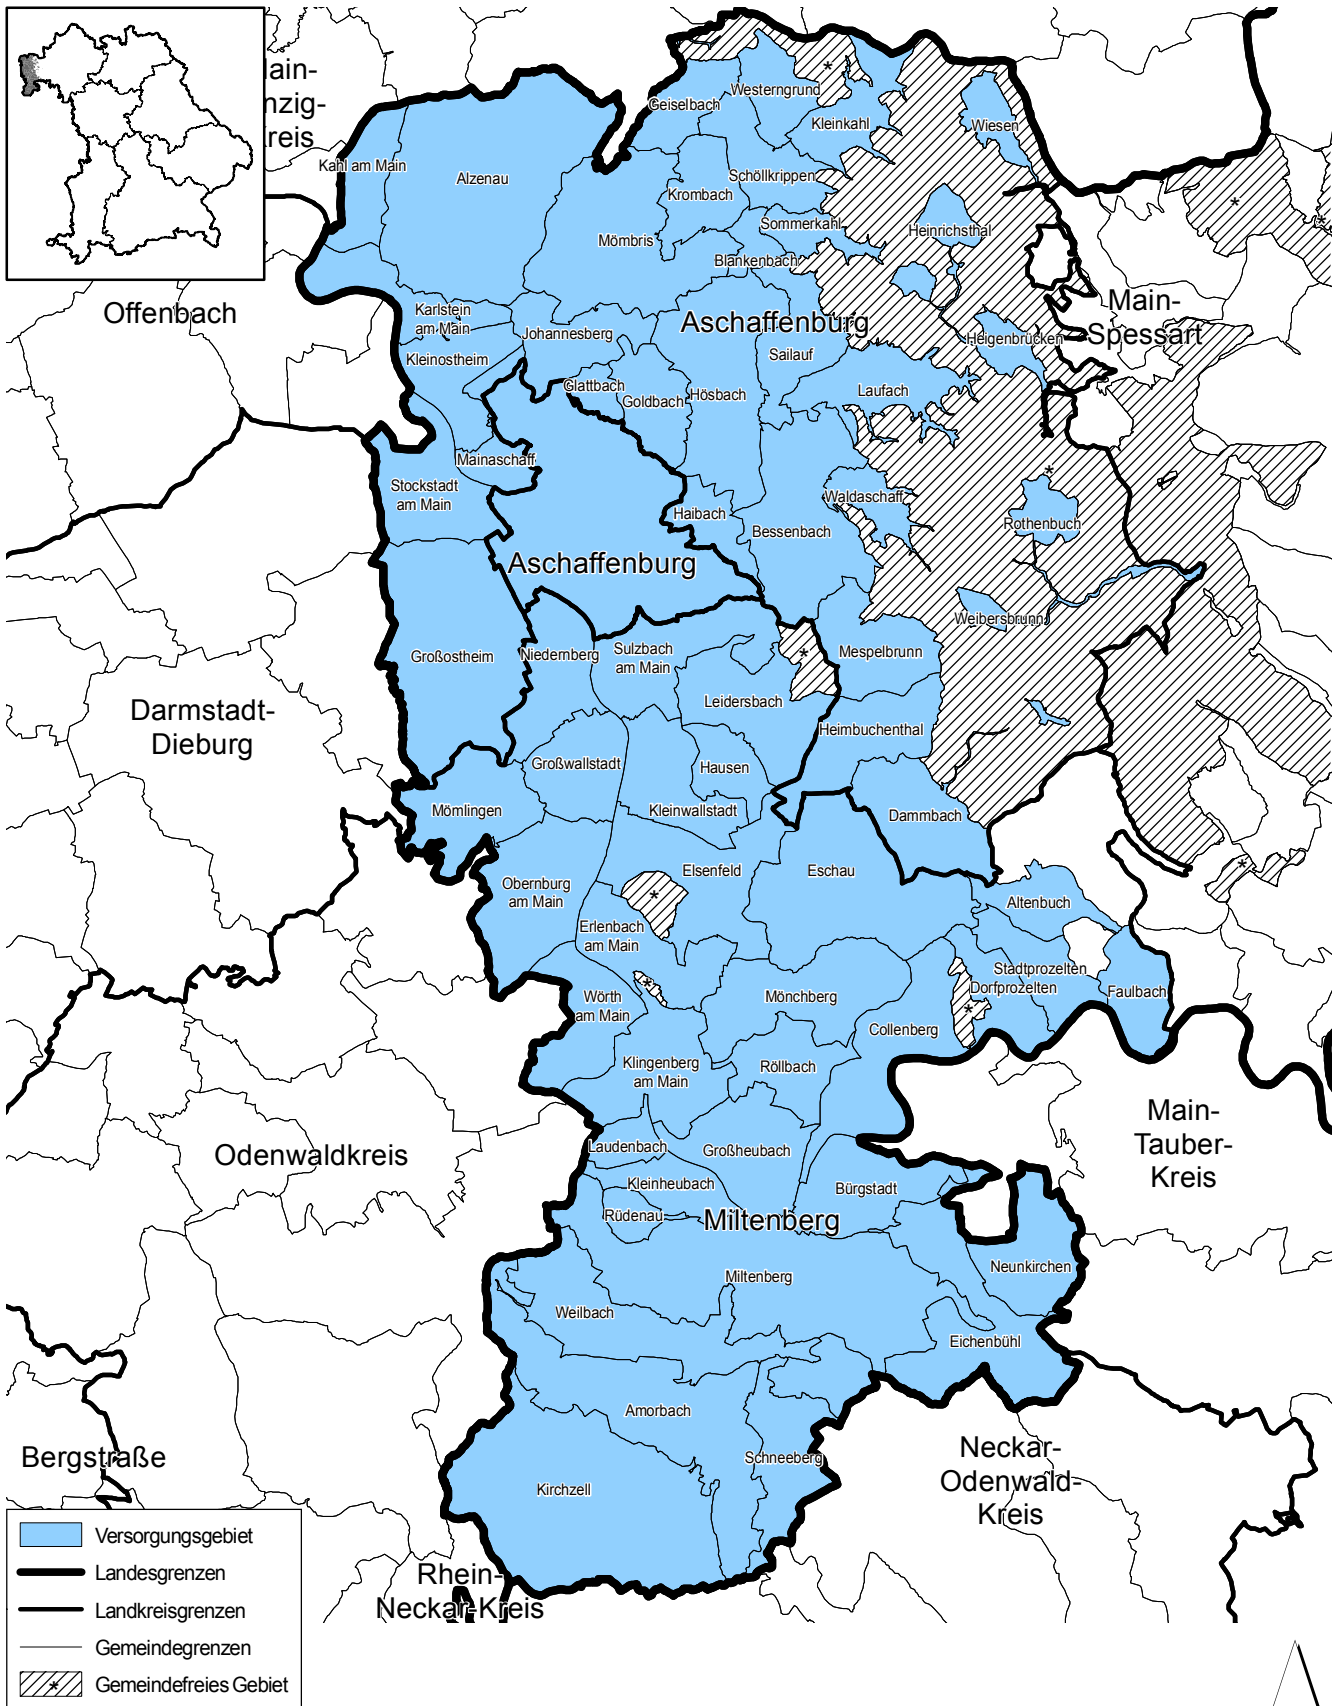 Main-
Kinzig-
Kreis
Westerngrund
Geiselbach
Kleinkahl
Wiesen
Kahl am Main
Alzenau
Schöllkrippen
Krombach
Sommerkahl
Heinrichsthal
Mömbris
Blankenbach
Offenbach
Karlstein
am Main
Johannesberg
Aschaffenburg
Main-
Spessart
Heigenbrücken
Kleinostheim
Sailauf
Glattbach
Goldbach
Hösbach
Laufach
Mainaschaff
Stockstadt
am Main
Waldaschaff
Haibach
Bessenbach
Rothenbuch
Aschaffenburg
Weibersbrunn
Großostheim
Niedernberg
Sulzbach
am Main
Mespelbrunn
Leidersbach
Heimbuchenthal
Darmstadt-
Dieburg
Großwallstadt
Hausen
Mömlingen
Kleinwallstadt
Dammbach
Elsenfeld
Eschau
Obernburg
am Main
Altenbuch
Erlenbach
am Main
Stadtprozelten
Dorfprozelten
Faulbach
Wörth
am Main
Mönchberg
Collenberg
Klingenberg
am Main
Röllbach
Main-
Tauber-
Kreis
Odenwaldkreis
Laudenbach
Großheubach
Kleinheubach
Bürgstadt
Rüdenau
Miltenberg
Miltenberg
Neunkirchen
Weilbach
Eichenbühl
Amorbach
Bergstraße
Schneeberg
Neckar-
Odenwald-
Kreis
Kirchzell
Rhein-
Neckar-Kreis
Versorgungsgebiet
Landesgrenzen
Landkreisgrenzen
Gemeindegrenzen
Gemeindefreies Gebiet